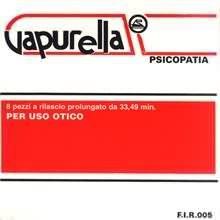 vapurella
PSICOPATIA
8 pezzi a rilascio prolungato da 33,49 min.
PER USO OTICO
F.I.R.005